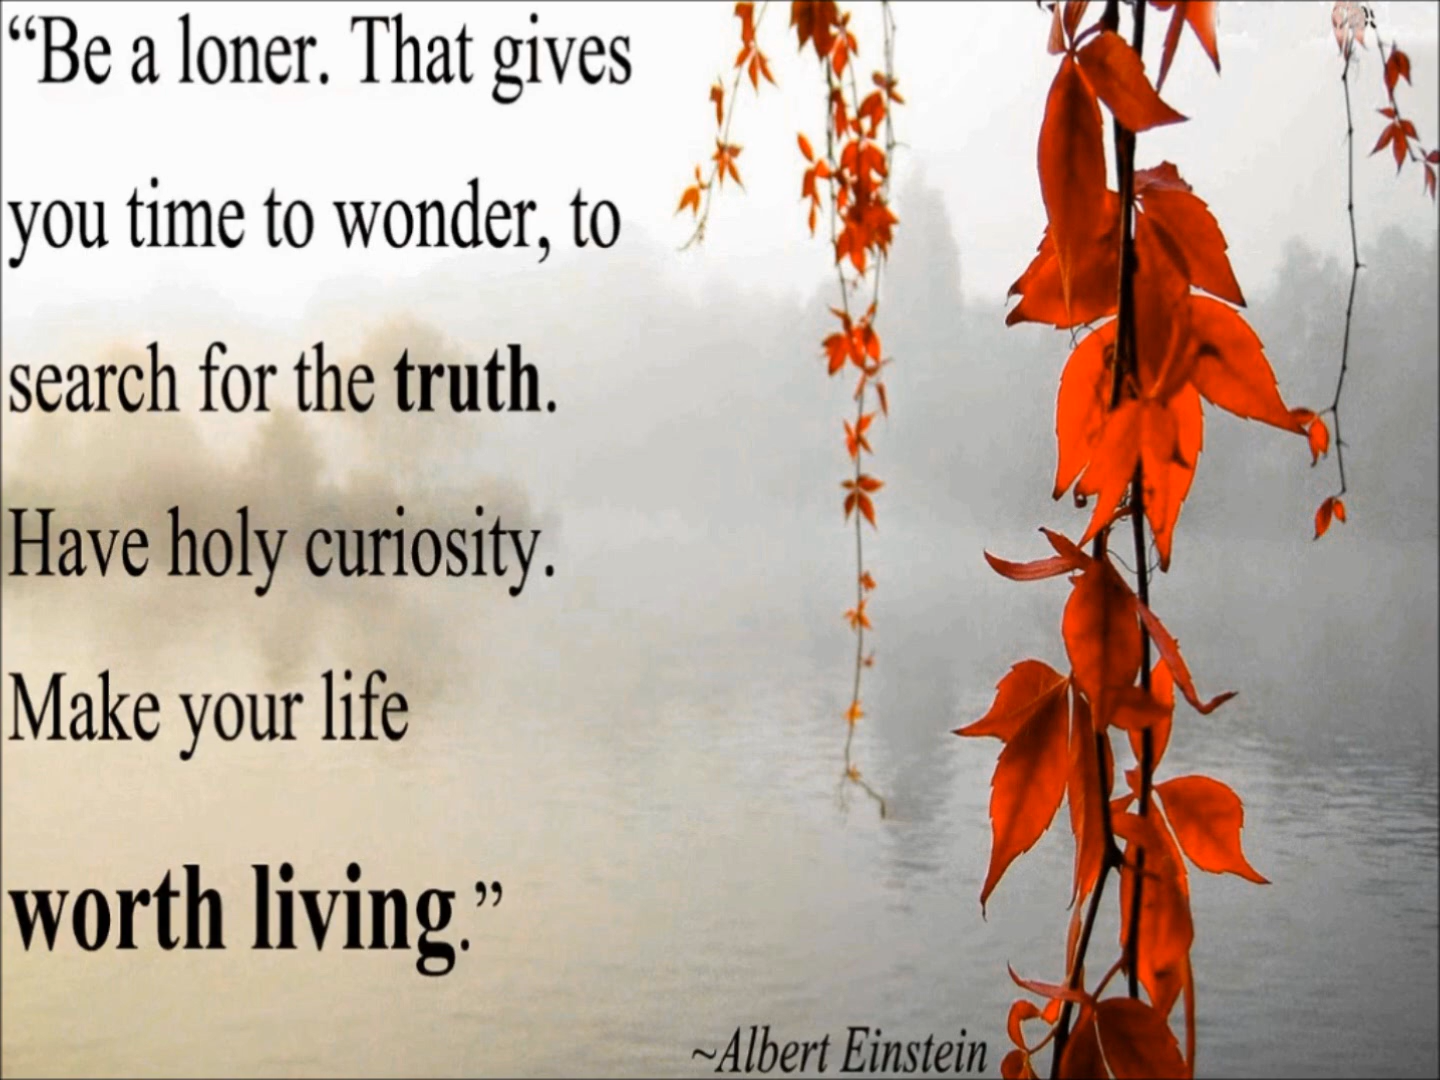 “Be a loner. That gives
you time to wonder, to
search for the truth.
Have holy curiosity.
Make your life
worth living.”
~Albert Einstein